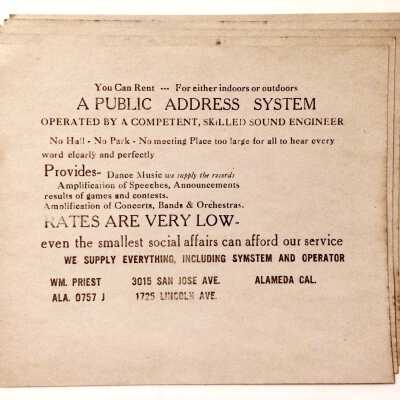 You Can Rent --- For either indoors or outdoors
A PUBLIC ADDRESS SYSTEM
OPERATED BY A COMPETENT, SKILLED SOUND ENGINEER
No Hall - No Park - No meeting Place too large for all to hear every
word clearly and perfectly
Provides- Dance Music we supply the records
Amplification of Speeches, Announcements
results of games and contests.
Amplification of Concerts, Bands & Orchestras.
RATES ARE VERY LOW-
even the smallest social affairs can afford our service
WE SUPPLY EVERYTHING, INCLUDING SYMSTEM AND OPERATOR
WM. PRIEST 3015 SAN JOSE AVE. ALAMEDA CAL.
ALA. 0757 J 1725 LINCOLN AVE.